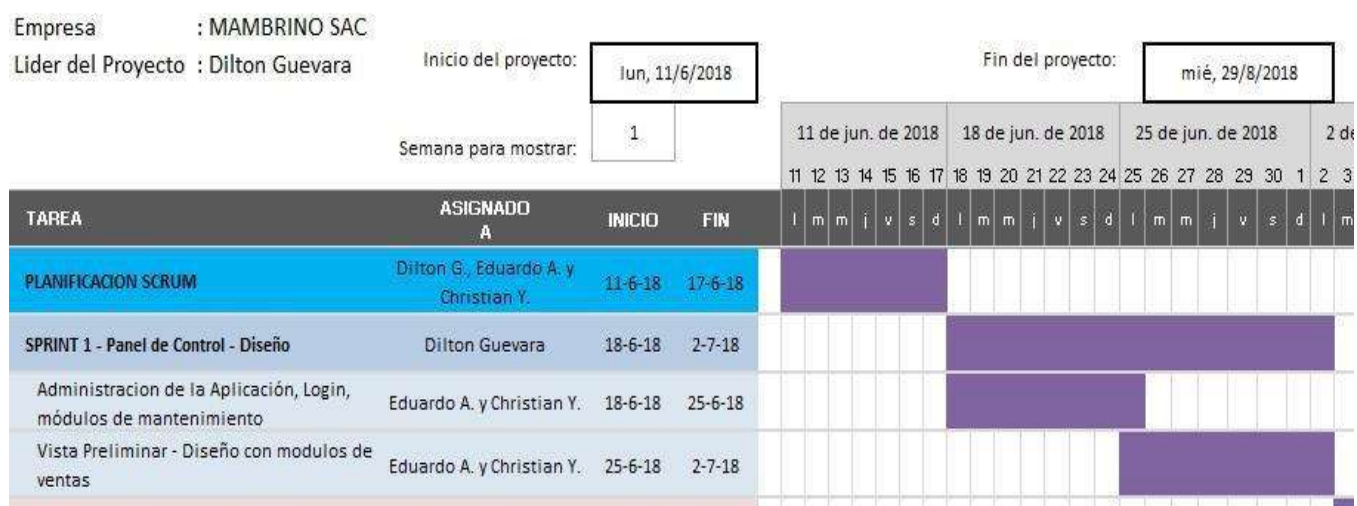 Empresa : MAMBRINO SAC
Lider del Proyecto : Dilton Guevara
Inicio del proyecto: lun, 11/6/2018
Fin del proyecto: mié, 29/8/2018
Semana para mostrar: 1
11 de jun. de 2018 18 de jun. de 2018 25 de jun. de 2018 2 de
11 12 13 14 15 16 17 18 19 20 21 22 23 24 25 26 27 28 29 30 1 2 3
TAREA ASIGNADO A INICIO FIN l m m j v s d l m m j v s d l m m j v s d l m
PLANIFICACION SCRUM Dilton G., Eduardo A. y Christian Y. 11-6-18 17-6-18
SPRINT 1 - Panel de Control - Diseño Dilton Guevara 18-6-18 2-7-18
Administracion de la Aplicación, Login,
módulos de mantenimiento Eduardo A. y Christian Y. 18-6-18 25-6-18
Vista Preliminar - Diseño con modulos de
ventas Eduardo A. y Christian Y. 25-6-18 2-7-18